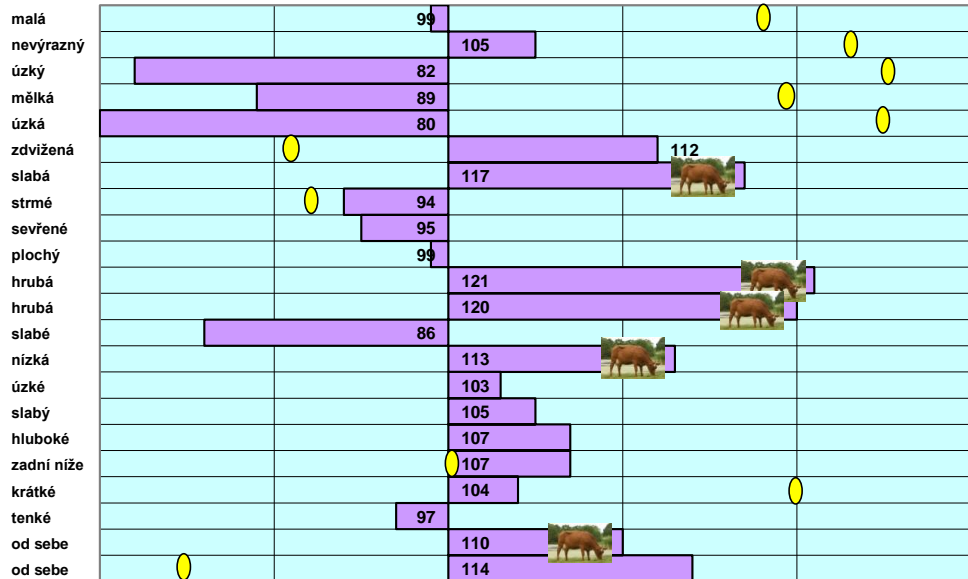 malá 99
nevýrazný 105
úzký 82
mělká 89
úzká 80
zdvižená 112
slabá 117
strmé 94
sevřené 95
plochý 99
hrubá 121
hrubá 120
slabé 86
nízká 113
úzké 103
slabý 105
hluboké 107
zadní níže 107
krátké 104
tenké 97
od sebe 110
od sebe 114